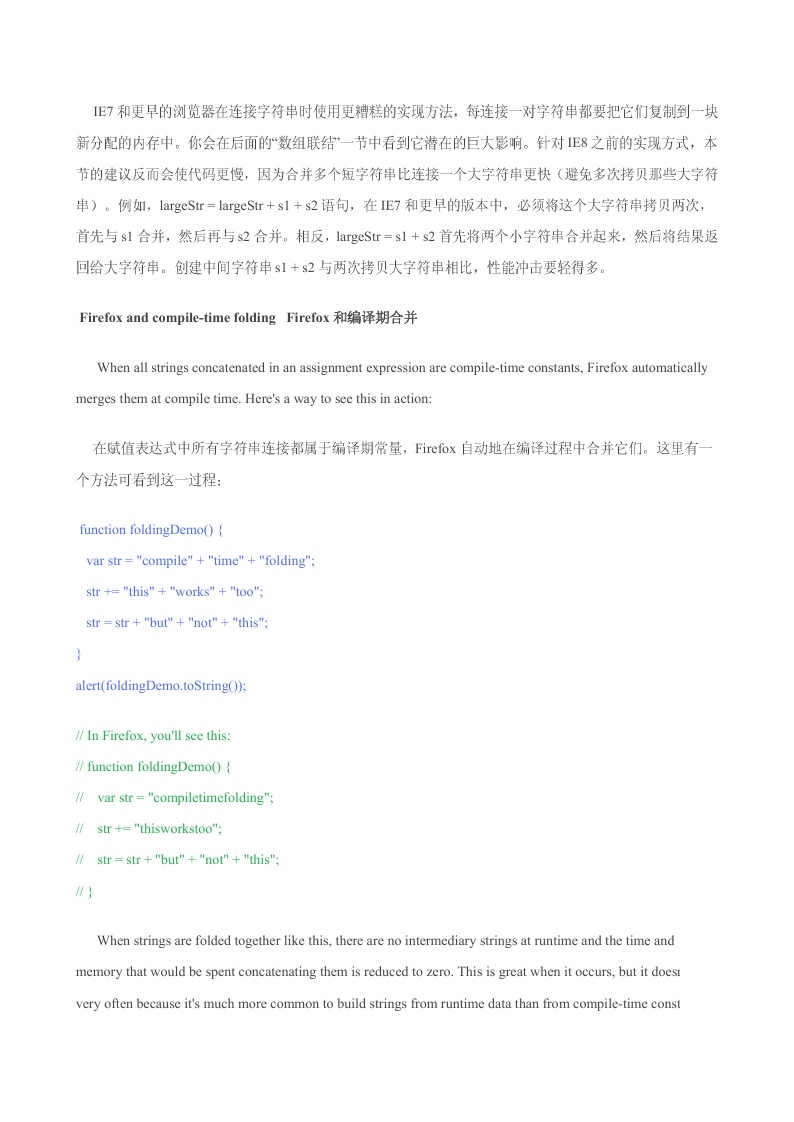 IE7 和更早的浏览器在连接字符串时使用更糟糕的实现方法，每连接一对字符串都要把它们复制到一块
新分配的内存中。你会在后面的“数组联结”一节中看到它潜在的巨大影响。针对 IE8 之前的实现方式，本
节的建议反而会使代码更慢，因为合并多个短字符串比连接一个大字符串更快（避免多次拷贝那些大字符
串）。例如，largeStr = largeStr + s1 + s2 语句，在 IE7 和更早的版本中，必须将这个大字符串拷贝两次，
首先与 s1 合并，然后再与 s2 合并。相反，largeStr = s1 + s2 首先将两个小字符串合并起来，然后将结果返
回给大字符串。创建中间字符串 s1 + s2 与两次拷贝大字符串相比，性能冲击要轻得多。
Firefox and compile-time folding   Firefox 和编译期合并
When all strings concatenated in an assignment expression are compile-time constants, Firefox automatically
merges them at compile time. Here's a way to see this in action:
在赋值表达式中所有字符串连接都属于编译期常量，Firefox 自动地在编译过程中合并它们。这里有一
个方法可看到这一过程：
function foldingDemo() {
var str = "compile" + "time" + "folding";
str += "this" + "works" + "too";
str = str + "but" + "not" + "this";
}
alert(foldingDemo.toString());
// In Firefox, you'll see this:
// function foldingDemo() {
//    var str = "compiletimefolding";
//    str += "thisworkstoo";
//    str = str + "but" + "not" + "this";
// }
When strings are folded together like this, there are no intermediary strings at runtime and the time and
memory that would be spent concatenating them is reduced to zero. This is great when it occurs, but it
very often because it's much more common to build strings from runtime data than from compile-time